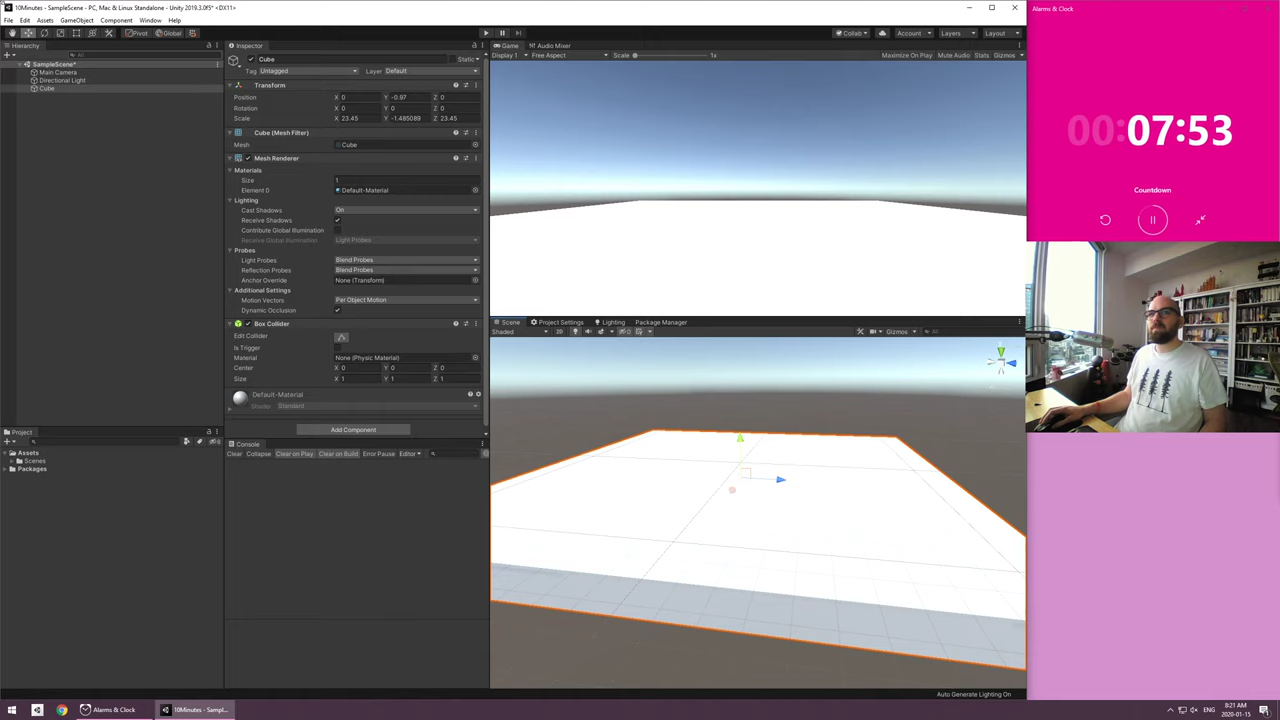 10Minutes - SampleScene - PC, Mac & Linux Standalone - Unity 2019.3.0f5* <DX11>
File Edit Assets GameObject Component Window Help
Pivot Global
Collab Account Layers Layout
Hierarchy
All
SampleScene*
Main Camera
Directional Light
Cube
Inspector
Cube Static
Tag Untagged Layer Default
Transform
Position X 0 Y -0.97 Z 0
Rotation X 0 Y 0 Z 0
Scale X 23.45 Y -1.485089 Z 23.45
Cube (Mesh Filter)
Mesh Cube
Mesh Renderer
Materials
Size 1
Element 0 Default-Material
Lighting
Cast Shadows On
Receive Shadows
Contribute Global Illumination
Receive Global Illumination Light Probes
Probes
Light Probes Blend Probes
Reflection Probes Blend Probes
Anchor Override None (Transform)
Additional Settings
Motion Vectors Per Object Motion
Dynamic Occlusion
Box Collider
Edit Collider
Is Trigger
Material None (Physic Material)
Center X 0 Y 0 Z 0
Size X 1 Y 1 Z 1
Default-Material
Shader Standard
Add Component
Project
Assets
Scenes
Packages
Console
Clear Collapse Clear on Play Clear on Build Error Pause Editor
Game Audio Mixer
Display 1 Free Aspect Scale 1x Maximize On Play Mute Audio Stats Gizmos
Scene Project Settings Lighting Package Manager
Shaded 2D Gizmos All
Auto Generate Lighting On
Alarms & Clock
00:07:53
Countdown
Alarms & Clock
10Minutes - Sampl...
ENG
8:21 AM
2020-01-15